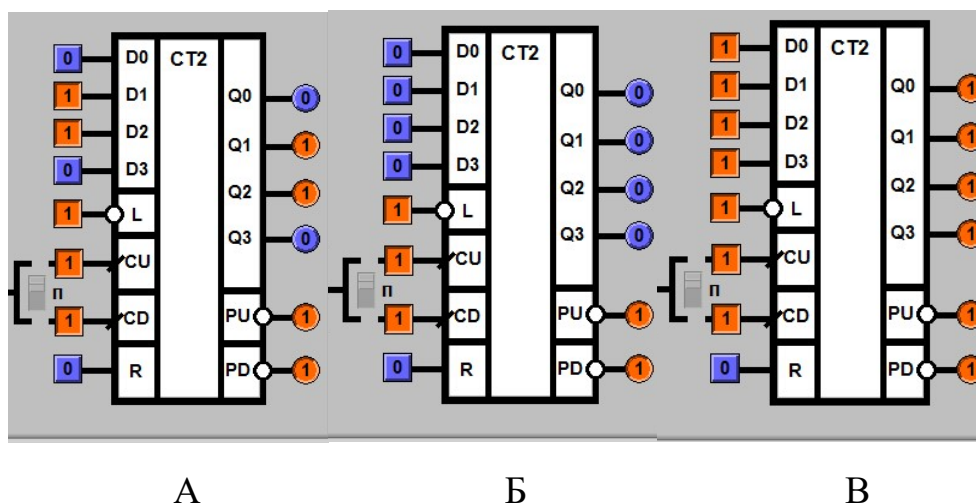 0 D0 CT2
1 D1 Q0 0
1 D2 Q1 1
0 D3 Q2 1
1 L Q3 0
1 CU
п
1 CD PU 1
0 R PD 1
А
0 D0 CT2
0 D1 Q0 0
0 D2 Q1 0
0 D3 Q2 0
1 L Q3 0
1 CU
п
1 CD PU 1
0 R PD 1
Б
1 D0 CT2
1 D1 Q0 1
1 D2 Q1 1
1 D3 Q2 1
1 L Q3 1
1 CU
п
1 CD PU 1
0 R PD 1
В